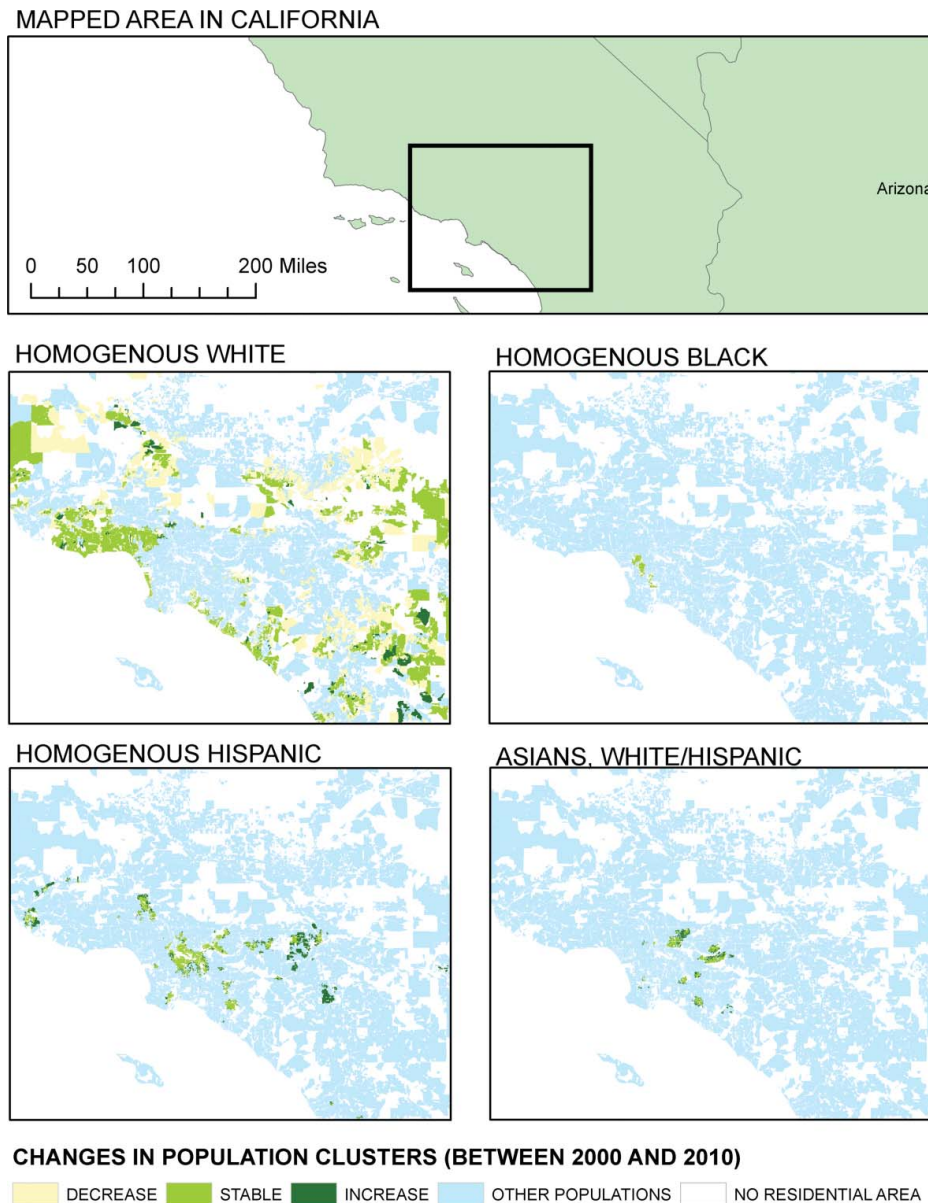 MAPPED AREA IN CALIFORNIA
Arizona
0 50 100 200 Miles
HOMOGENOUS WHITE
HOMOGENOUS BLACK
HOMOGENOUS HISPANIC
ASIANS, WHITE/HISPANIC
CHANGES IN POPULATION CLUSTERS (BETWEEN 2000 AND 2010)
DECREASE STABLE INCREASE OTHER POPULATIONS NO RESIDENTIAL AREA